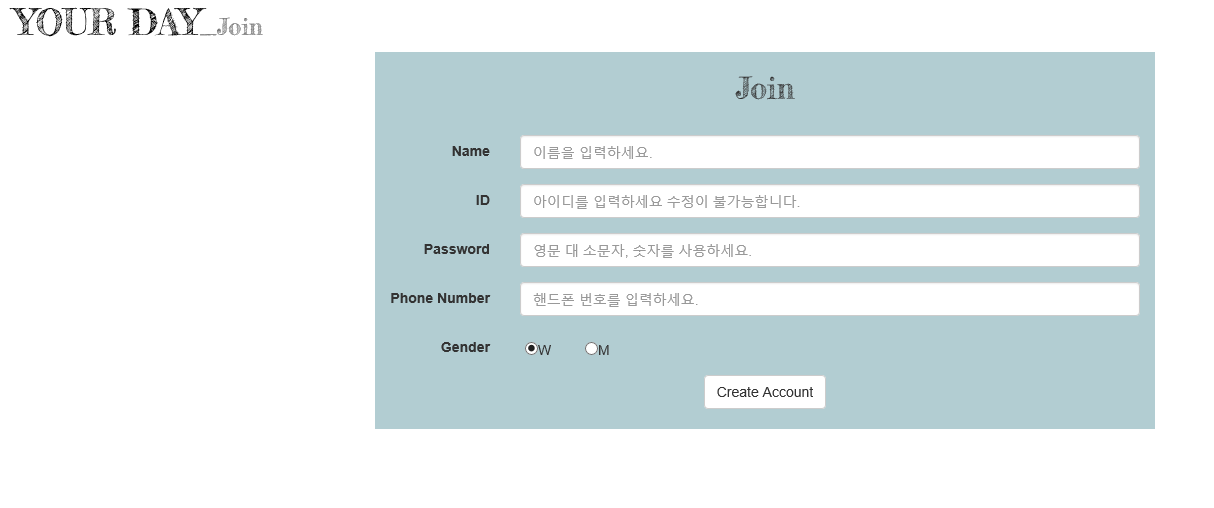 YOUR DAY_Join
Join
Name 이름을 입력하세요.
ID 아이디를 입력하세요 수정이 불가능합니다.
Password 영문 대 소문자, 숫자를 사용하세요.
Phone Number 핸드폰 번호를 입력하세요.
Gender W M
Create Account